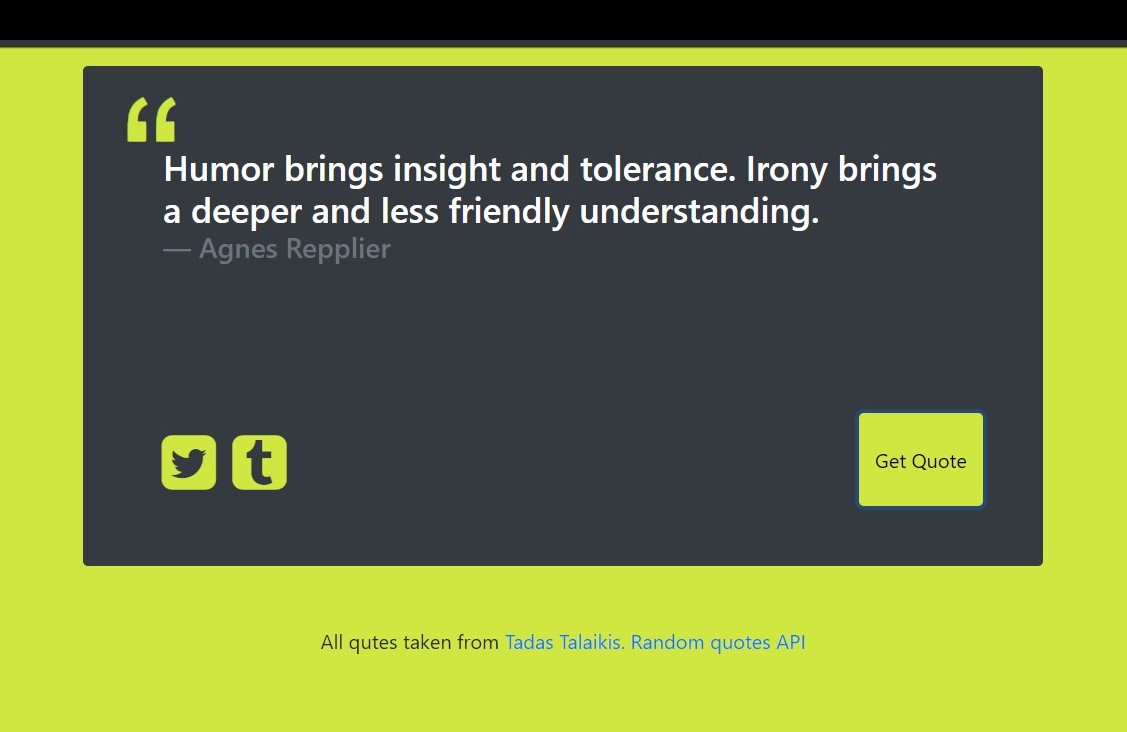 Humor brings insight and tolerance. Irony brings
a deeper and less friendly understanding.
— Agnes Repplier
Get Quote
All qutes taken from Tadas Talaikis. Random quotes API